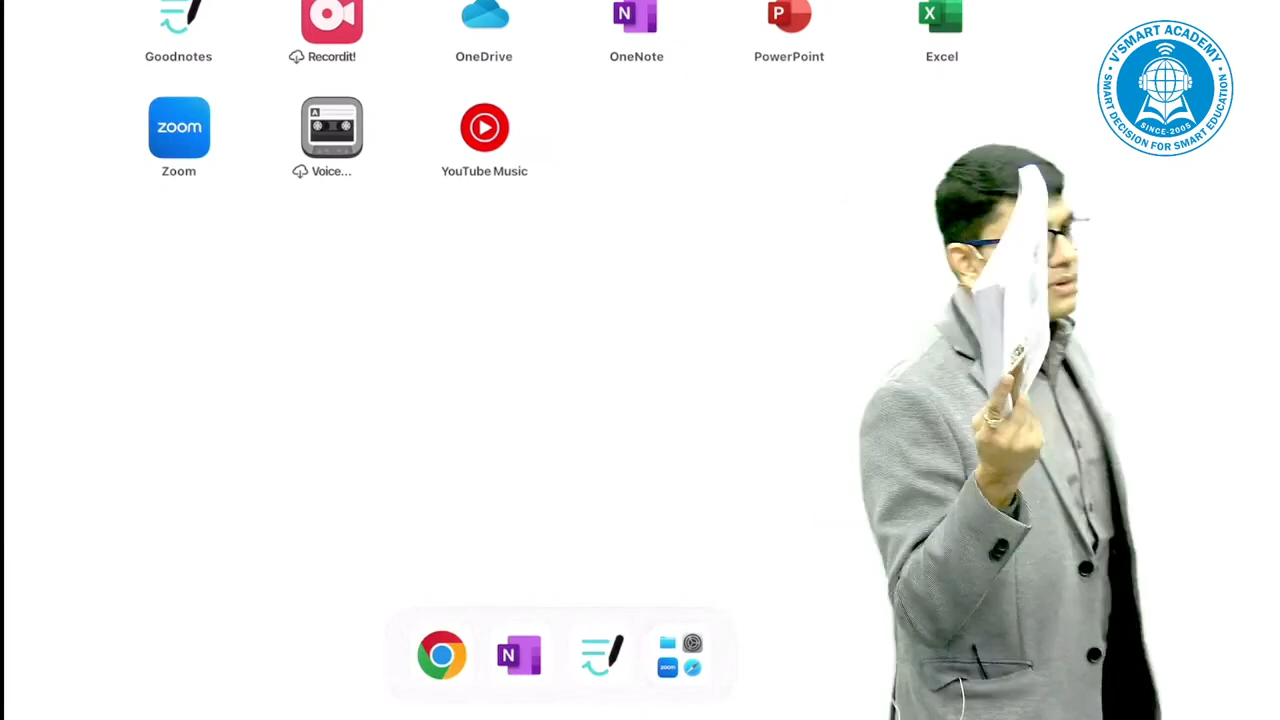 Goodnotes
Recordit!
OneDrive
OneNote
PowerPoint
Excel
N
P
X
V'SMART ACADEMY
SINCE-2005
SMART DECISION FOR SMART EDUCATION
zoom
A
Zoom
Voice...
YouTube Music
N
zoom